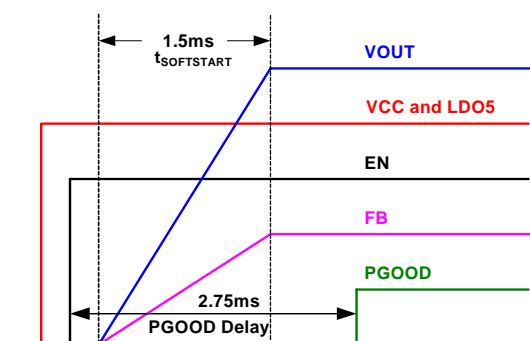 1.5ms
tSOFTSTART
VOUT
VCC and LDO5
EN
FB
PGOOD
2.75ms
PGOOD Delay